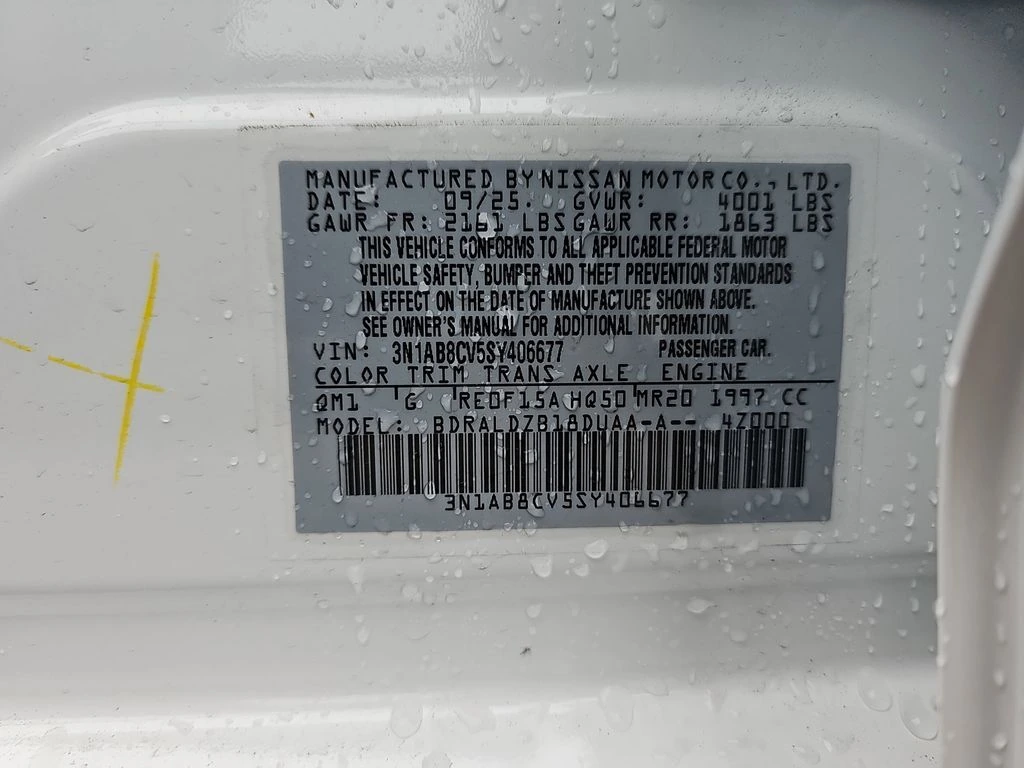 MANUFACTURED BY NISSAN MOTOR CO., LTD.
DATE: 09/25. GVWR: 4001 LBS
GAWR FR: 2161 LBS GAWR RR: 1863 LBS
THIS VEHICLE CONFORMS TO ALL APPLICABLE FEDERAL MOTOR
VEHICLE SAFETY, BUMPER AND THEFT PREVENTION STANDARDS
IN EFFECT ON THE DATE OF MANUFACTURE SHOWN ABOVE.
SEE OWNER'S MANUAL FOR ADDITIONAL INFORMATION.
VIN: 3N1AB8CV5SY406677 PASSENGER CAR.
COLOR TRIM TRANS AXLE ENGINE
QM1 G RE0F15A HQ50 MR20 1997 CC
MODEL: BDRALDZB18DUAA-A-- 4Z000
3N1AB8CV5SY406677